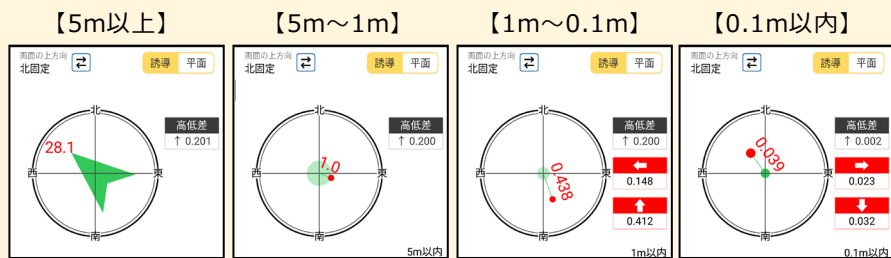 【5m以上】
画面の上方向
北固定
⇄
誘導 平面
北
西
東
南
28.1
高低差
↑ 0.201
【5m～1m】
画面の上方向
北固定
⇄
誘導 平面
北
西
東
南
1.0
高低差
↑ 0.200
5m以内
【1m～0.1m】
画面の上方向
北固定
⇄
誘導 平面
北
西
東
南
0.438
高低差
↑ 0.200
←
0.148
↑
0.412
1m以内
【0.1m以内】
画面の上方向
北固定
⇄
誘導 平面
北
西
東
南
0.039
高低差
↑ 0.002
→
0.023
↓
0.032
0.1m以内